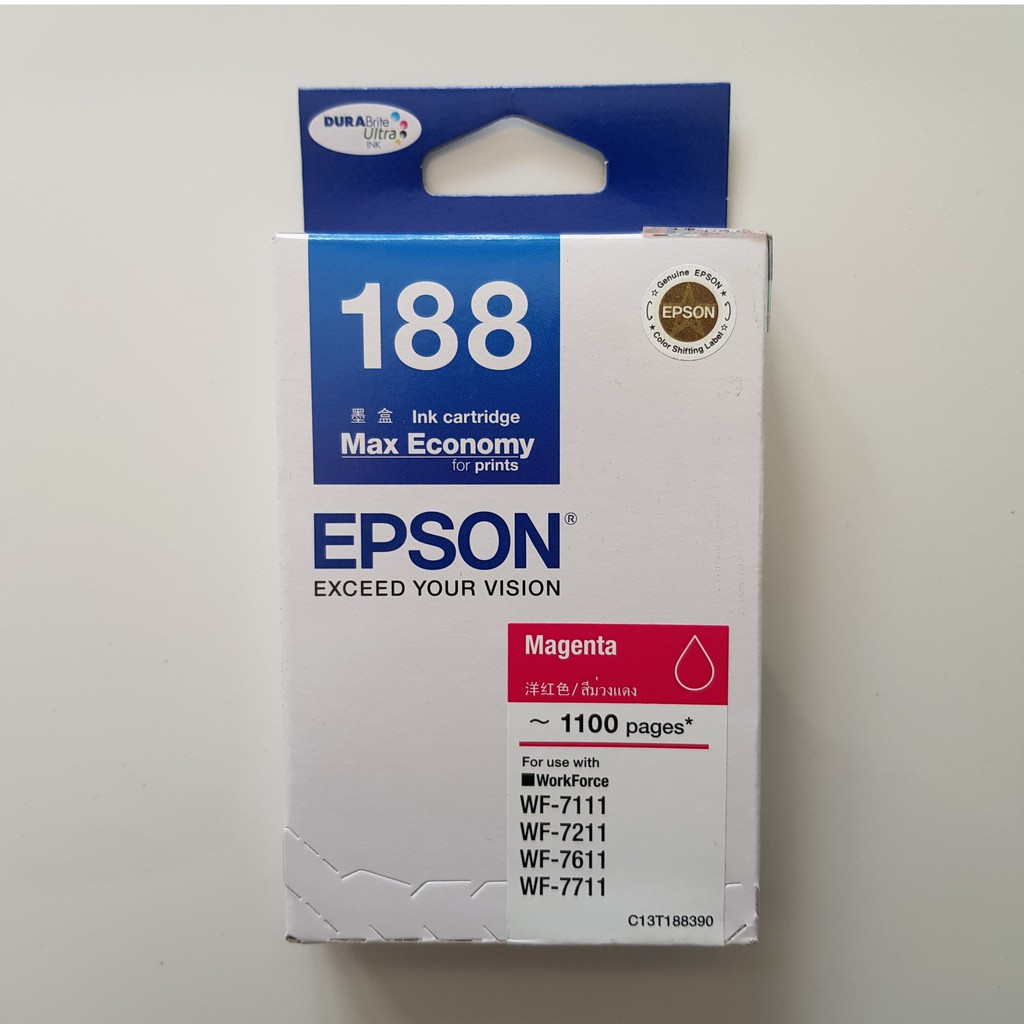 DURABrite
Ultra
INK
188
墨盒 Ink cartridge
Max Economy
for prints
Genuine EPSON
EPSON
Color Shifting Label
EPSON®
EXCEED YOUR VISION
Magenta
洋红色/สีม่วงแดง
~ 1100 pages*
For use with
WorkForce
WF-7111
WF-7211
WF-7611
WF-7711
C13T188390